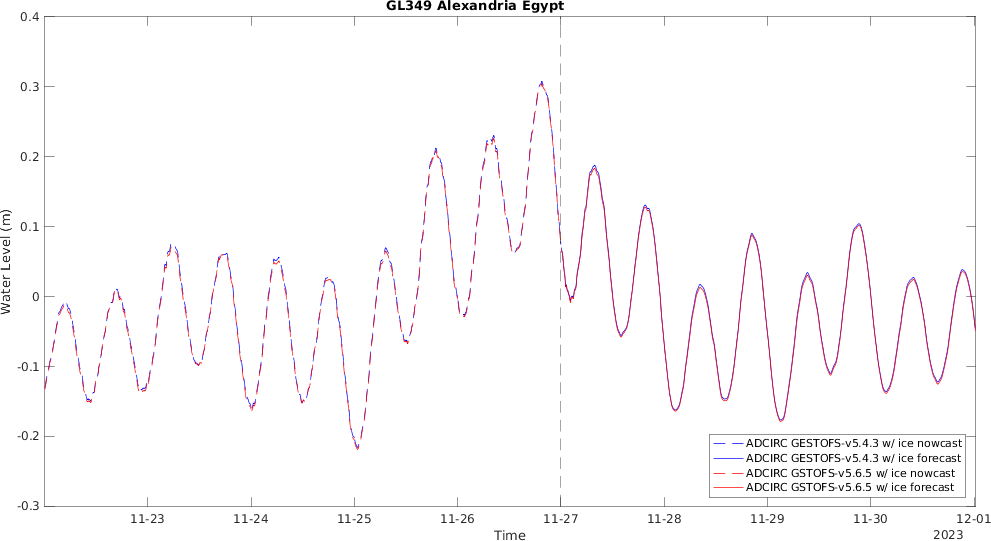 GL349 Alexandria Egypt
0.4
0.3
0.2
0.1
0
-0.1
-0.2
-0.3
Water Level (m)
ADCIRC GESTOFS-v5.4.3 w/ ice nowcast
ADCIRC GESTOFS-v5.4.3 w/ ice forecast
ADCIRC GSTOFS-v5.6.5 w/ ice nowcast
ADCIRC GSTOFS-v5.6.5 w/ ice forecast
11-23 11-24 11-25 11-26 11-27 11-28 11-29 11-30 12-01
Time
2023